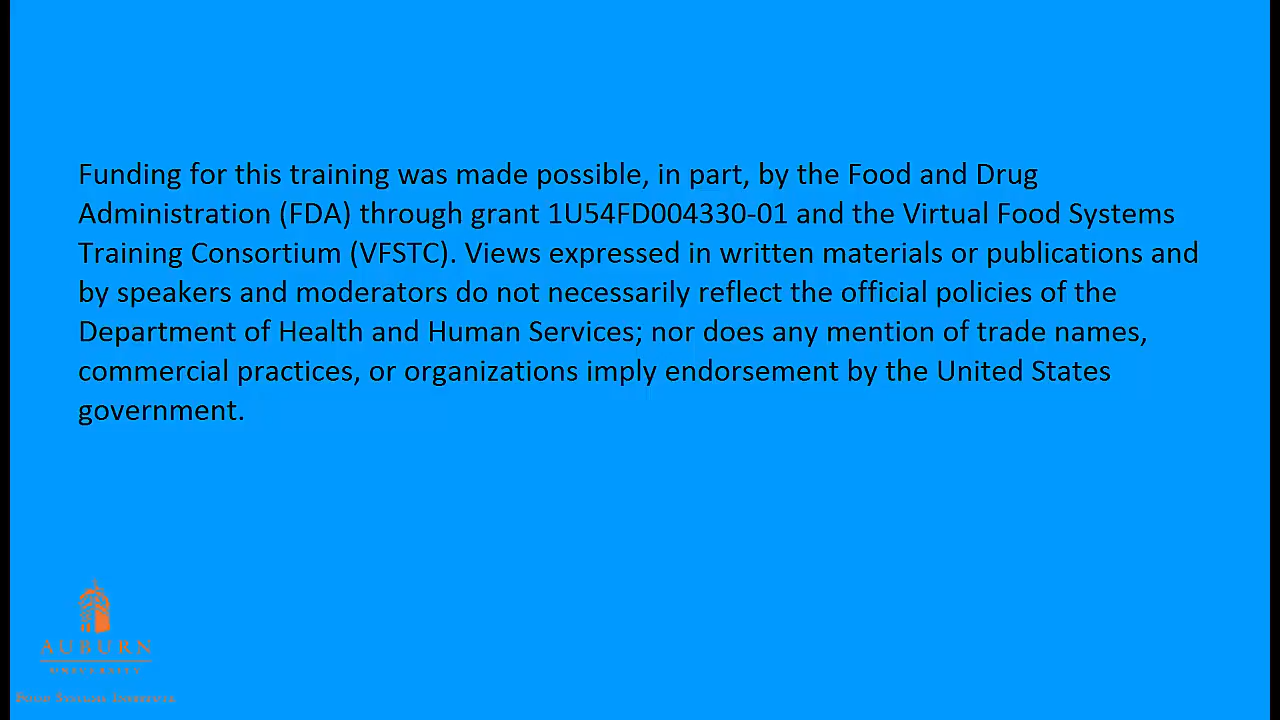 Funding for this training was made possible, in part, by the Food and Drug
Administration (FDA) through grant 1U54FD004330-01 and the Virtual Food Systems
Training Consortium (VFSTC). Views expressed in written materials or publications and
by speakers and moderators do not necessarily reflect the official policies of the
Department of Health and Human Services; nor does any mention of trade names,
commercial practices, or organizations imply endorsement by the United States
government.
AUBURN
UNIVERSITY
Food Systems Institute